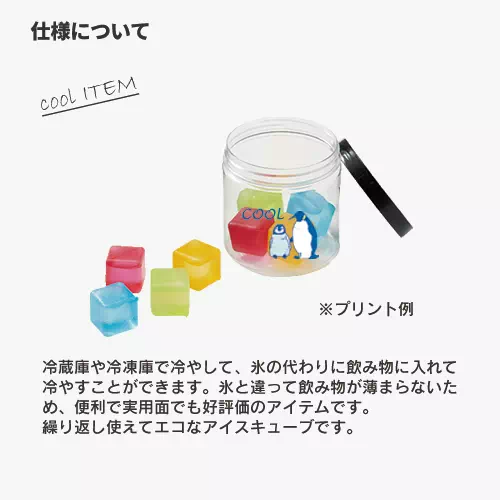 仕様について
cool ITEM
COOL
※プリント例
冷蔵庫や冷凍庫で冷やして、氷の代わりに飲み物に入れて
冷やすことができます。氷と違って飲み物が薄まらないた
め、便利で実用面でも好評価のアイテムです。
繰り返し使えてエコなアイスキューブです。